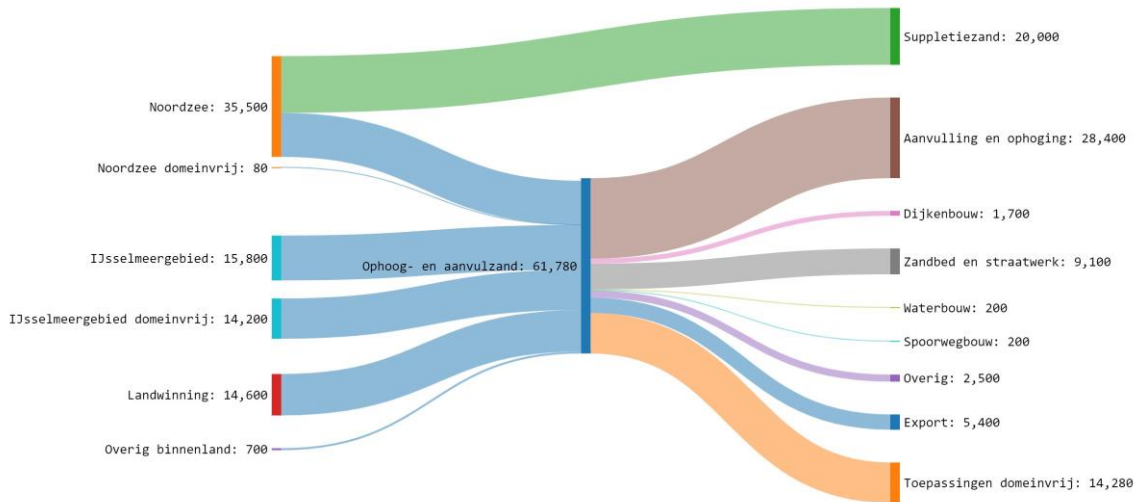 Noordzee: 35,500
Noordzee domeinvrij: 80
IJsselmeergebied: 15,800
IJsselmeergebied domeinvrij: 14,200
Landwinning: 14,600
Overig binnenland: 700
Ophoog- en aanvulzand: 61,780
Suppletiezand: 20,000
Aanvulling en ophoging: 28,400
Dijkenbouw: 1,700
Zandbed en straatwerk: 9,100
Waterbouw: 200
Spoorwegbouw: 200
Overig: 2,500
Export: 5,400
Toepassingen domeinvrij: 14,280